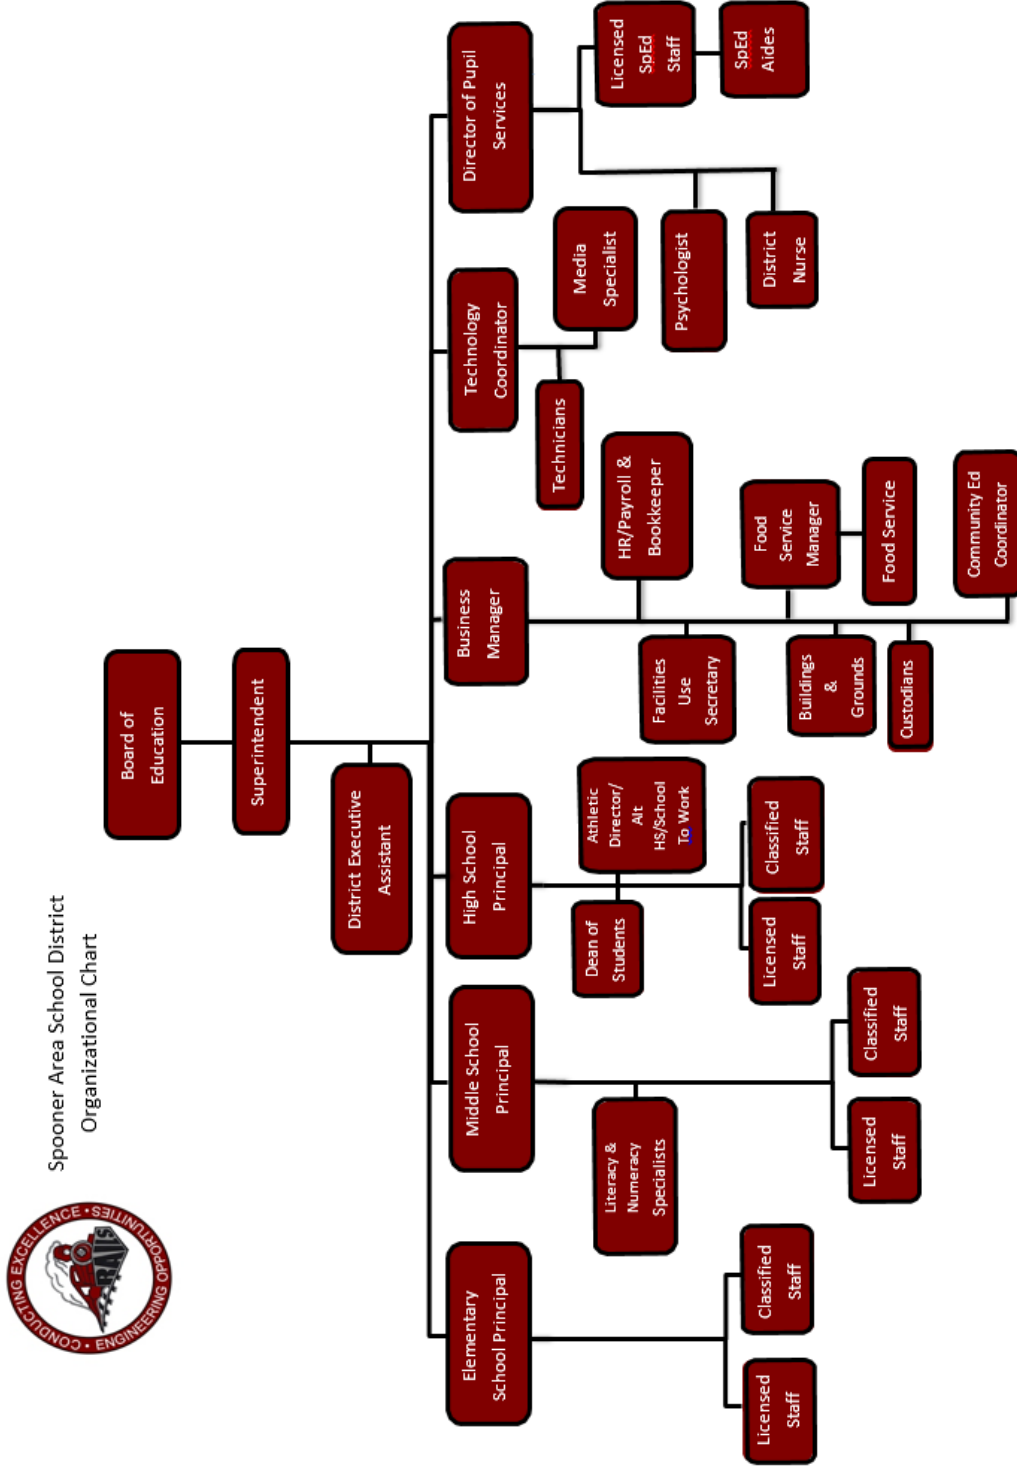 Spooner Area School District
Organizational Chart
CONDUCTING EXCELLENCE • ENGINEERING OPPORTUNITIES •
RAILS
Board of
Education
Superintendent
District Executive
Assistant
Elementary
School Principal
Licensed
Staff
Classified
Staff
Middle School
Principal
Literacy &
Numeracy
Specialists
Licensed
Staff
Classified
Staff
High School
Principal
Dean of
Students
Athletic
Director/
Alt
HS/School
To Work
Licensed
Staff
Classified
Staff
Business
Manager
HR/Payroll &
Bookkeeper
Facilities
Use
Secretary
Food
Service
Manager
Food Service
Buildings
&
Grounds
Custodians
Community Ed
Coordinator
Technology
Coordinator
Technicians
Media
Specialist
Director of Pupil
Services
Licensed
SpEd
Staff
SpEd
Aides
Psychologist
District
Nurse